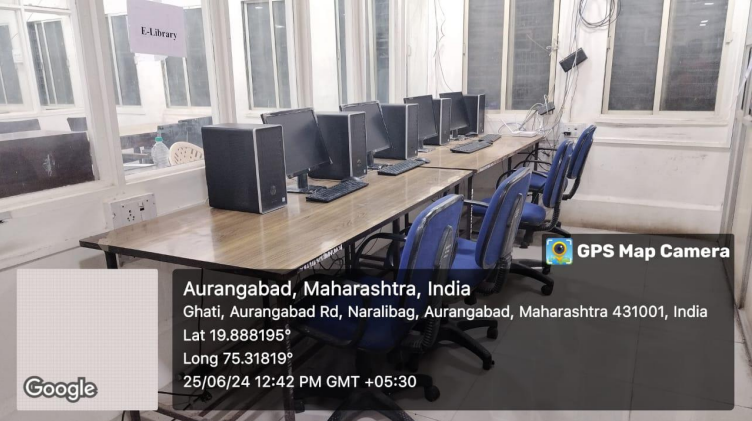 E-Library
GPS Map Camera
Aurangabad, Maharashtra, India
Ghati, Aurangabad Rd, Naralibag, Aurangabad, Maharashtra 431001, India
Lat 19.888195°
Long 75.31819°
25/06/24 12:42 PM GMT +05:30
Google